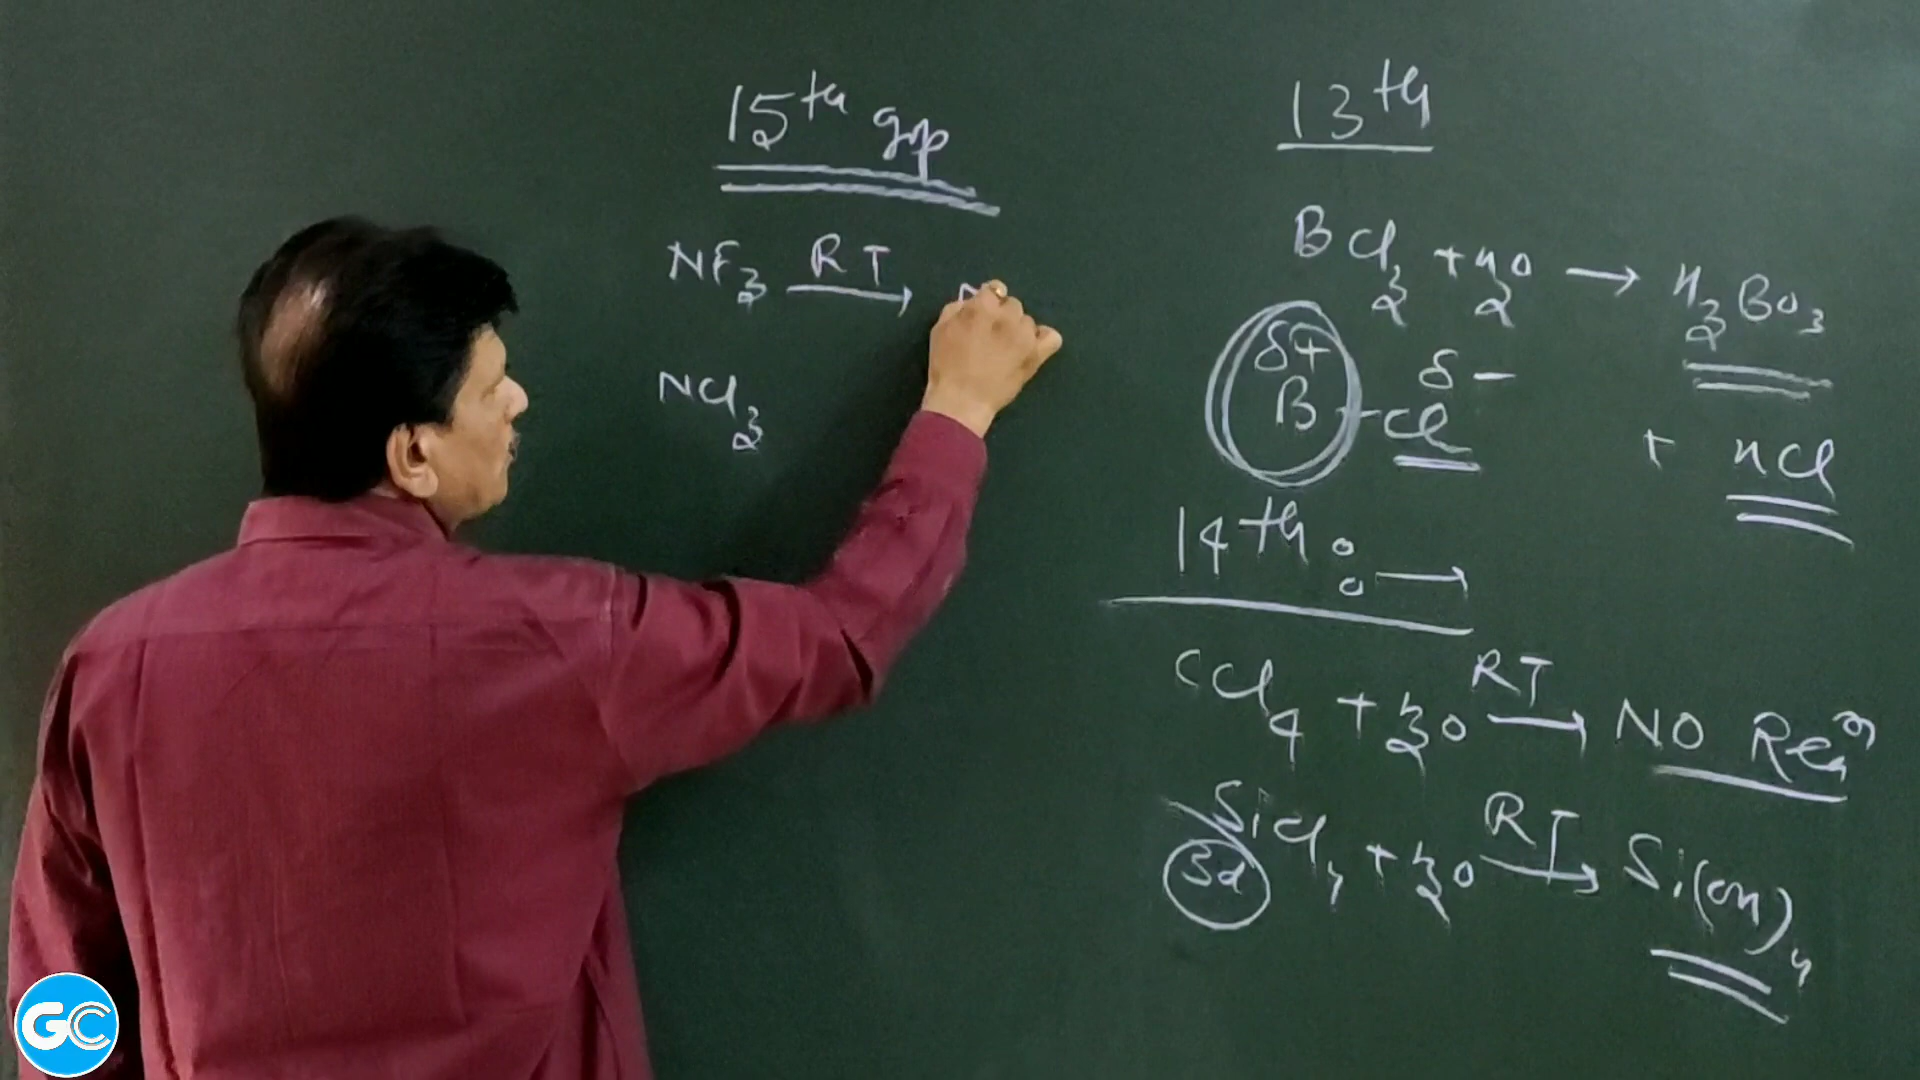 15th grp
NF3 RT → N
NCl3
13th
BCl3 + H2O → H3BO3
δ+ δ-
B - Cl
+ HCl
14th : →
CCl4 + H2O RT → NO Rean
SiCl4 + H2O RT → Si(OH)4
3d
GC